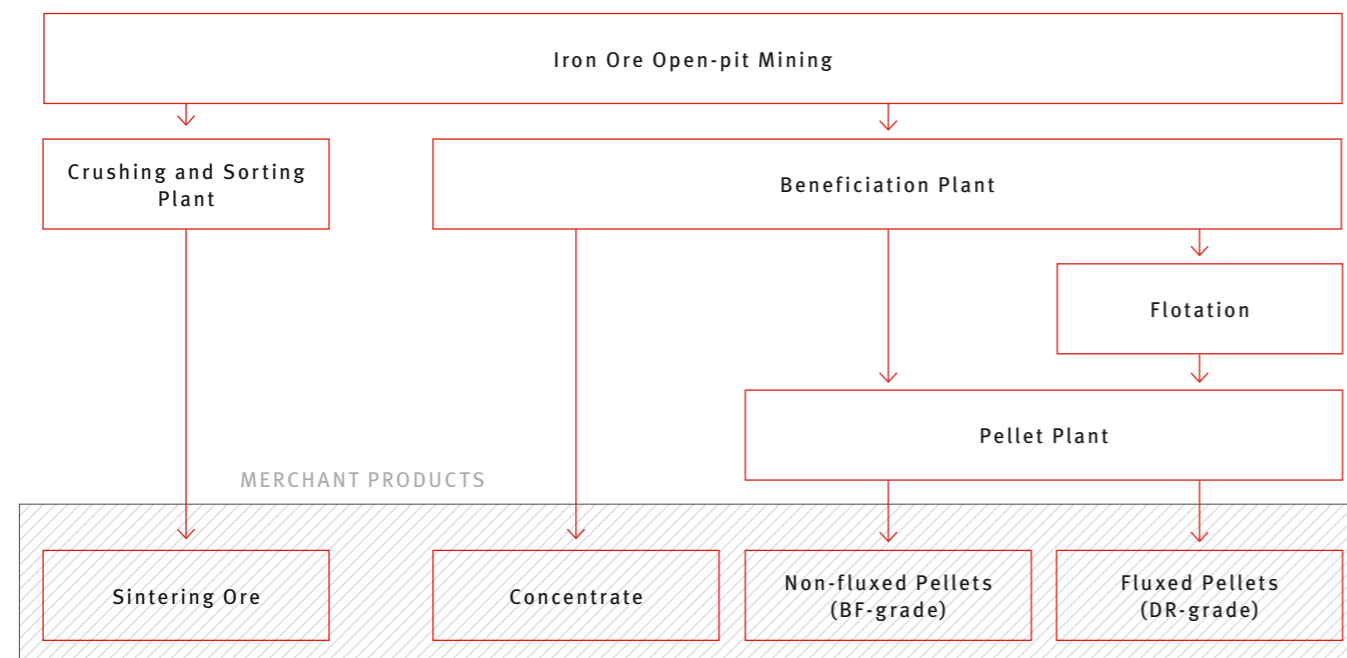 Iron Ore Open-pit Mining
Crushing and Sorting
Plant
Beneficiation Plant
Flotation
Pellet Plant
MERCHANT PRODUCTS
Sintering Ore
Concentrate
Non-fluxed Pellets
(BF-grade)
Fluxed Pellets
(DR-grade)